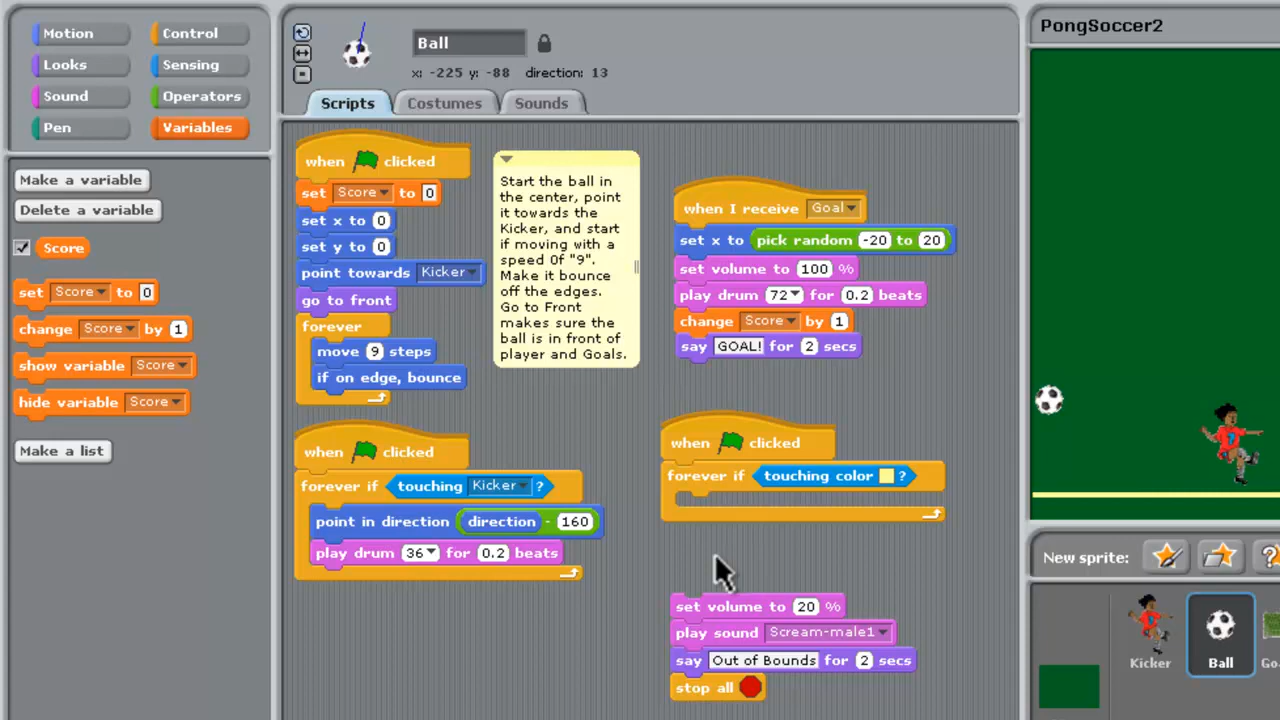 Motion
Control
Looks
Sensing
Sound
Operators
Pen
Variables
Make a variable
Delete a variable
Score
set Score to 0
change Score by 1
show variable Score
hide variable Score
Make a list
Ball
x: -225 y: -88 direction: 13
Scripts
Costumes
Sounds
when clicked
set Score to 0
set x to 0
set y to 0
point towards Kicker
go to front
forever
move 9 steps
if on edge, bounce
Start the ball in
the center, point
it towards the
Kicker, and start
if moving with a
speed 0f "9".
Make it bounce
off the edges.
Go to Front
makes sure the
ball is in front of
player and Goals.
when clicked
forever if touching Kicker ?
point in direction direction - 160
play drum 36 for 0.2 beats
when I receive Goal
set x to pick random -20 to 20
set volume to 100 %
play drum 72 for 0.2 beats
change Score by 1
say GOAL! for 2 secs
when clicked
forever if touching color ?
set volume to 20 %
play sound Scream-male1
say Out of Bounds for 2 secs
stop all
PongSoccer2
New sprite:
Kicker
Ball